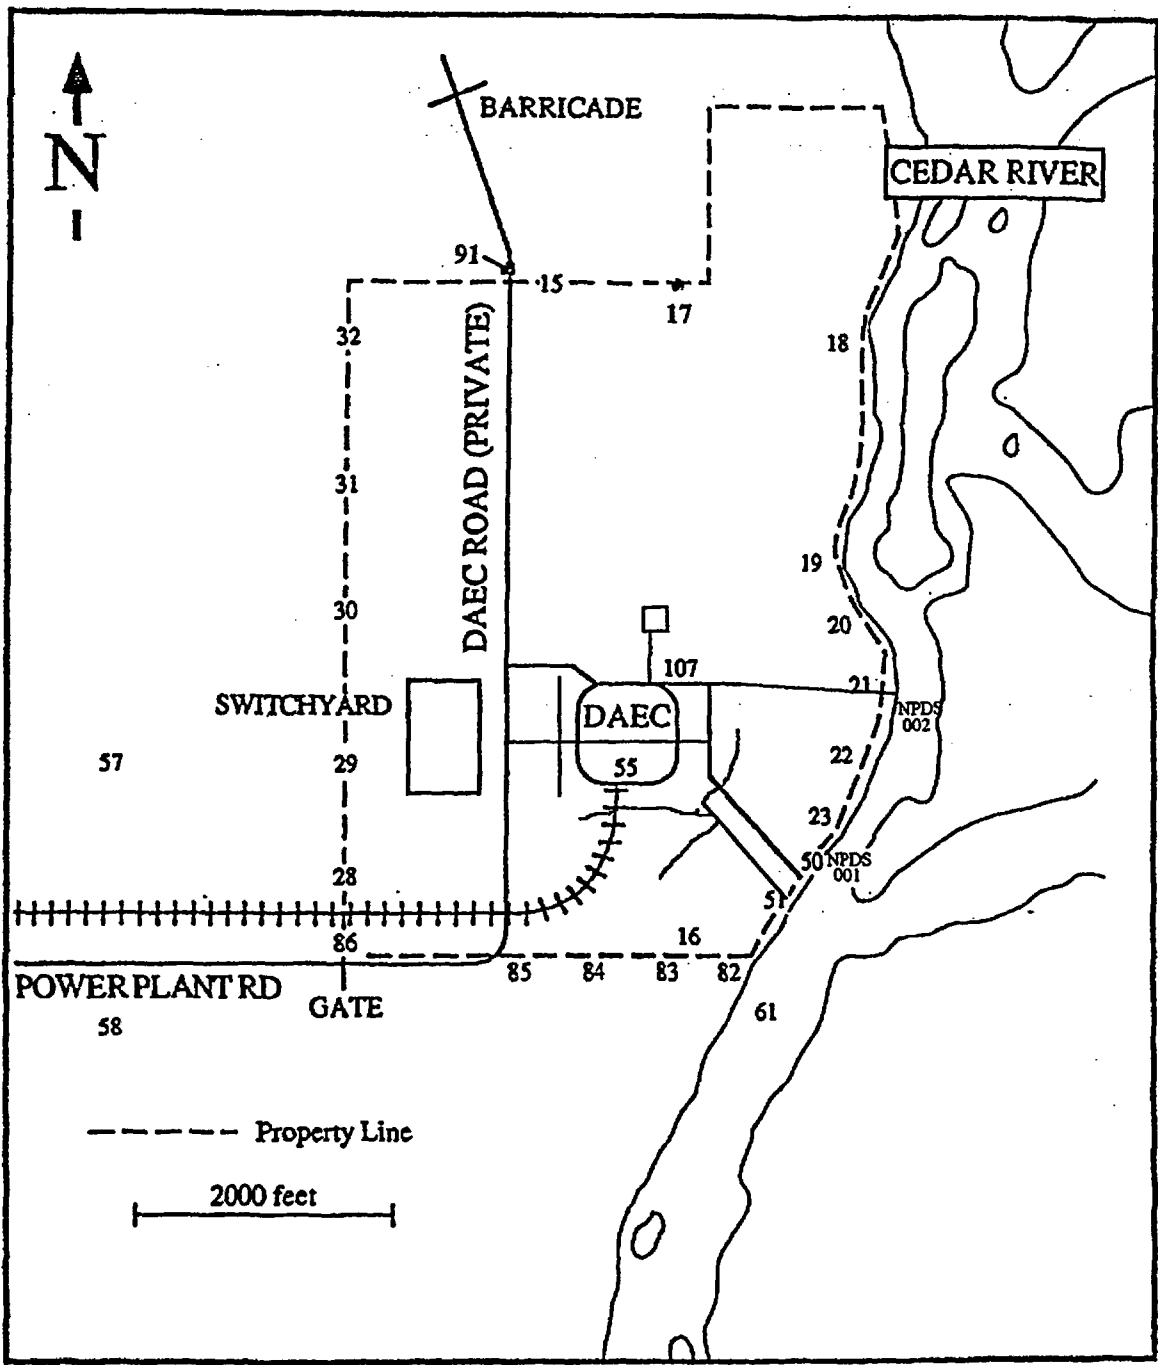 BARRICADE
N
CEDAR RIVER
91
15
17
32
18
DAEC ROAD (PRIVATE)
31
19
30
20
107
21
SWITCHYARD
DAEC
NPDS
002
57
29
55
22
23
50
NPDS
001
28
51
86
16
85
84
83
82
POWER PLANT RD
GATE
58
61
Property Line
2000 feet